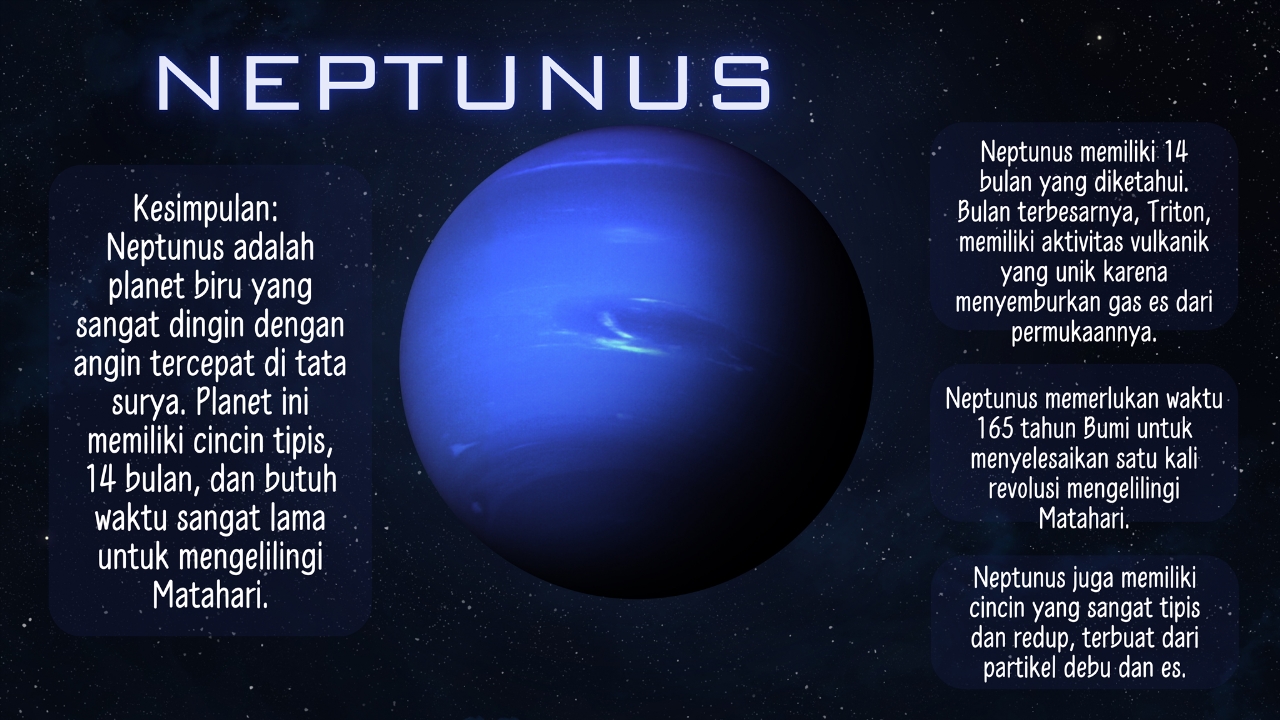 NEPTUNUS
Kesimpulan:
Neptunus adalah
planet biru yang
sangat dingin dengan
angin tercepat di tata
surya. Planet ini
memiliki cincin tipis,
14 bulan, dan butuh
waktu sangat lama
untuk mengelilingi
Matahari.
Neptunus memiliki 14
bulan yang diketahui.
Bulan terbesarnya, Triton,
memiliki aktivitas vulkanik
yang unik karena
menyemburkan gas es dari
permukaannya.
Neptunus memerlukan waktu
165 tahun Bumi untuk
menyelesaikan satu kali
revolusi mengelilingi
Matahari.
Neptunus juga memiliki
cincin yang sangat tipis
dan redup, terbuat dari
partikel debu dan es.